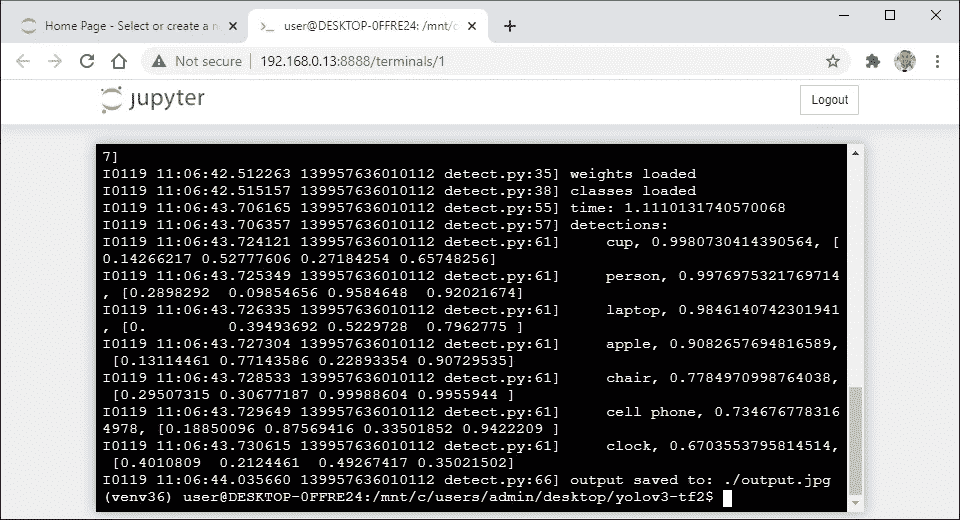 Home Page - Select or create a n
user@DESKTOP-0FFRE24: /mnt/c
Not secure | 192.168.0.13:8888/terminals/1
jupyter
Logout
7]
I0119 11:06:42.512263 139957636010112 detect.py:35] weights loaded
I0119 11:06:42.515157 139957636010112 detect.py:38] classes loaded
I0119 11:06:43.706165 139957636010112 detect.py:55] time: 1.1110131740570068
I0119 11:06:43.706357 139957636010112 detect.py:57] detections:
I0119 11:06:43.724121 139957636010112 detect.py:61]     cup, 0.9980730414390564, [
0.14266217 0.52777606 0.27184254 0.65748256]
I0119 11:06:43.725349 139957636010112 detect.py:61]     person, 0.9976975321769714
, [0.2898292  0.09854656 0.9584648  0.92021674]
I0119 11:06:43.726335 139957636010112 detect.py:61]     laptop, 0.9846140742301941
, [0.         0.39493692 0.5229728  0.7962775 ]
I0119 11:06:43.727304 139957636010112 detect.py:61]     apple, 0.9082657694816589,
 [0.13114461 0.77143586 0.22893354 0.90729535]
I0119 11:06:43.728533 139957636010112 detect.py:61]     chair, 0.7784970998764038,
 [0.29507315 0.30677187 0.99988604 0.9955944 ]
I0119 11:06:43.729649 139957636010112 detect.py:61]     cell phone, 0.734676778316
4978, [0.18850096 0.87569416 0.33501852 0.9422209 ]
I0119 11:06:43.730615 139957636010112 detect.py:61]     clock, 0.6703553795814514,
 [0.4010809  0.2124461  0.49267417 0.35021502]
I0119 11:06:44.035660 139957636010112 detect.py:66] output saved to: ./output.jpg
(venv36) user@DESKTOP-0FFRE24:/mnt/c/users/admin/desktop/yolov3-tf2$